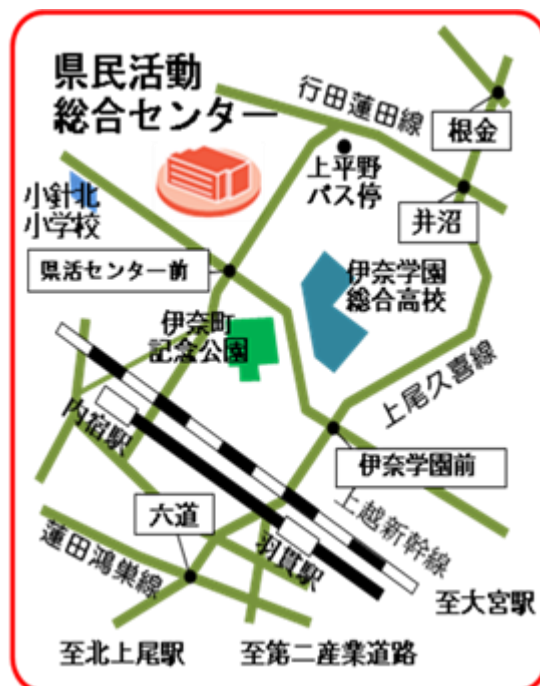 県民活動
総合センター
行田蓮田線
根金
上平野
バス停
小針北
小学校
井沼
県活センター前
伊奈学園
総合高校
伊奈町
記念公園
上尾久喜線
内宿駅
伊奈学園前
六道
上越新幹線
羽貫駅
蓮田鴻巣線
至大宮駅
至北上尾駅
至第二産業道路